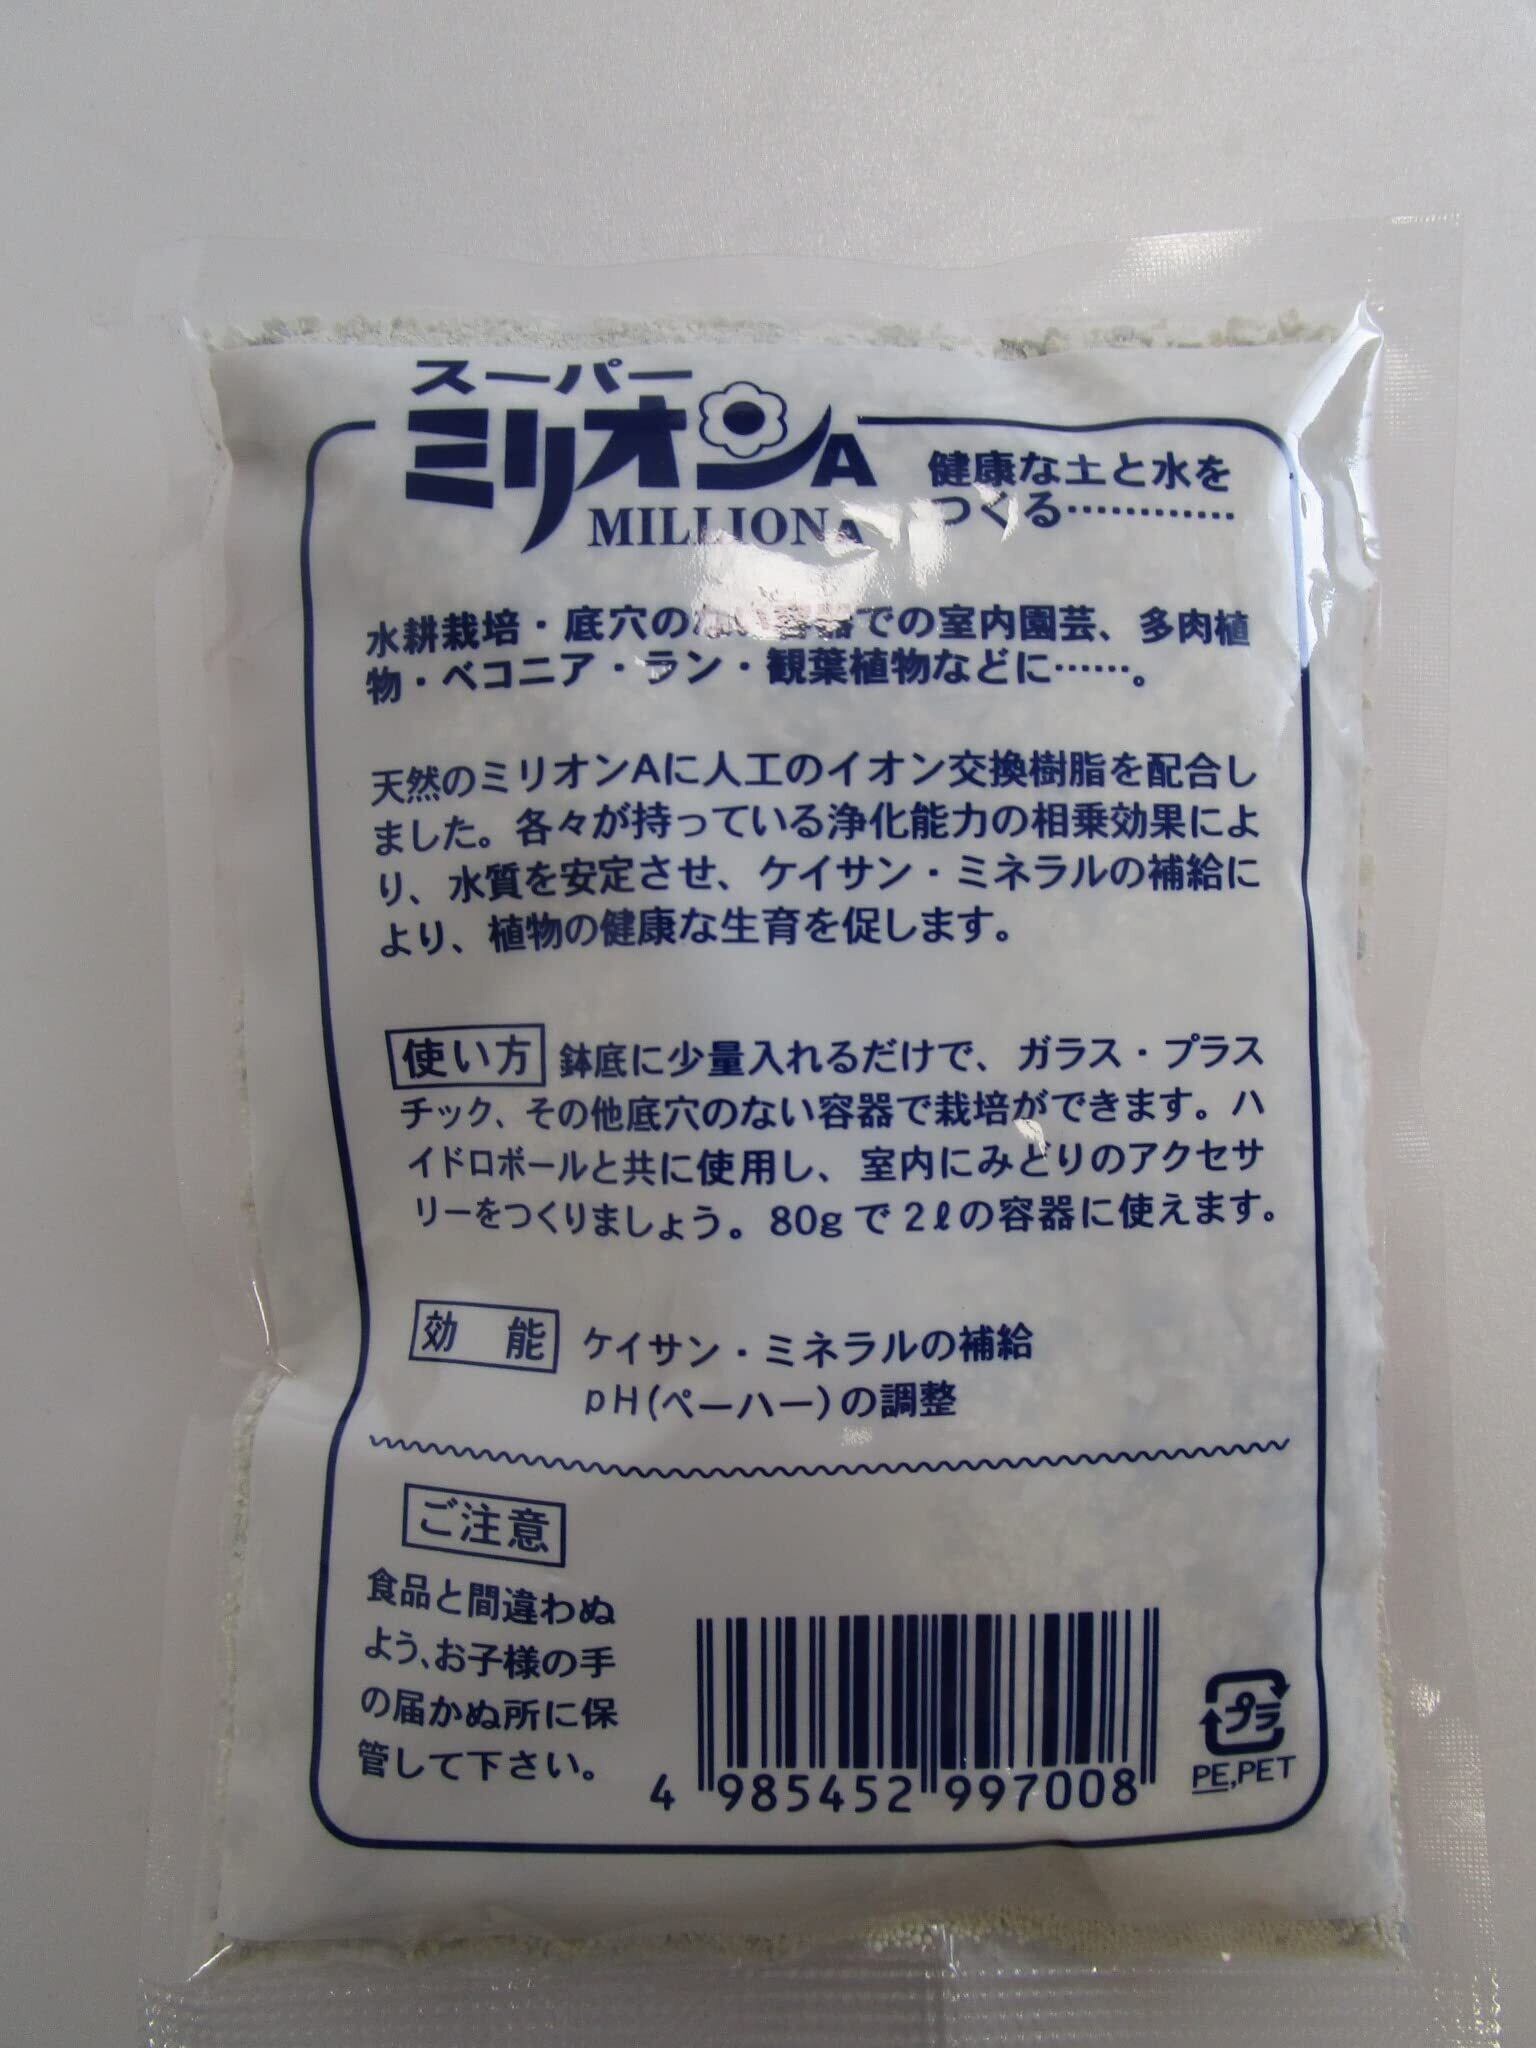 スーパー
ミリオンA
MILLION A
健康な土と水を
つくる…………
水耕栽培・底穴のない容器での室内園芸、多肉植
物・ベコニア・ラン・観葉植物などに……。
天然のミリオンAに人工のイオン交換樹脂を配合し
ました。各々が持っている浄化能力の相乗効果によ
り、水質を安定させ、ケイサン・ミネラルの補給に
より、植物の健康な生育を促します。
使い方 鉢底に少量入れるだけで、ガラス・プラス
チック、その他底穴のない容器で栽培ができます。ハ
イドロボールと共に使用し、室内にみどりのアクセサ
リーをつくりましょう。80gで2ℓの容器に使えます。
効 能 ケイサン・ミネラルの補給
pH(ペーハー)の調整
ご注意
食品と間違わぬ
よう、お子様の手
の届かぬ所に保
管して下さい。
4 985452 997008
プラ
PE,PET